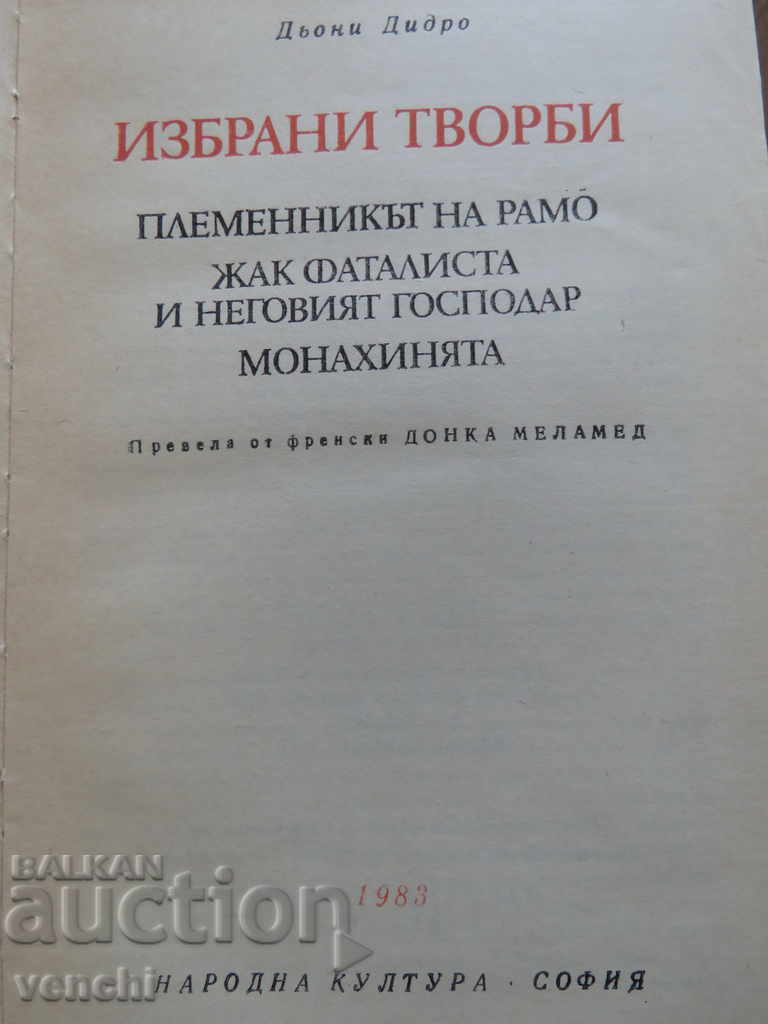 Дьони Дидро
ИЗБРАНИ ТВОРБИ
ПЛЕМЕННИКЪТ НА РАМО́
ЖАК ФАТАЛИСТА
И НЕГОВИЯТ ГОСПОДАР
МОНАХИНЯТА
Превела от френски ДОНКА МЕЛАМЕД
1983
НАРОДНА КУЛТУРА · СОФИЯ
BALKAN
auction
venchi